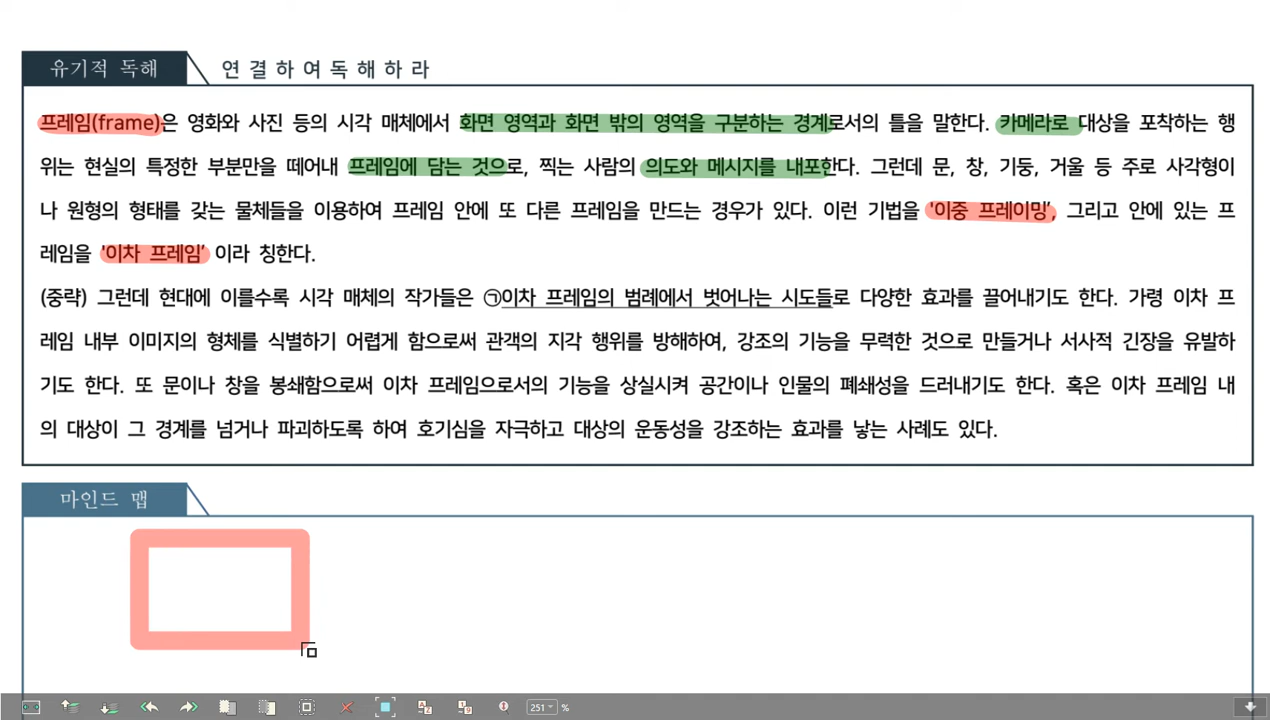 유기적 독해 연결하여독해하라
프레임(frame)은 영화와 사진 등의 시각 매체에서 화면 영역과 화면 밖의 영역을 구분하는 경계로서의 틀을 말한다. 카메라로 대상을 포착하는 행
위는 현실의 특정한 부분만을 떼어내 프레임에 담는 것으로, 찍는 사람의 의도와 메시지를 내포한다. 그런데 문, 창, 기둥, 거울 등 주로 사각형이
나 원형의 형태를 갖는 물체들을 이용하여 프레임 안에 또 다른 프레임을 만드는 경우가 있다. 이런 기법을 '이중 프레이밍’, 그리고 안에 있는 프
레임을 '이차 프레임’ 이라 칭한다.
(중략) 그런데 현대에 이를수록 시각 매체의 작가들은 ㉠이차 프레임의 범례에서 벗어나는 시도들로 다양한 효과를 끌어내기도 한다. 가령 이차 프
레임 내부 이미지의 형체를 식별하기 어렵게 함으로써 관객의 지각 행위를 방해하여, 강조의 기능을 무력한 것으로 만들거나 서사적 긴장을 유발하
기도 한다. 또 문이나 창을 봉쇄함으로써 이차 프레임으로서의 기능을 상실시켜 공간이나 인물의 폐쇄성을 드러내기도 한다. 혹은 이차 프레임 내
의 대상이 그 경계를 넘거나 파괴하도록 하여 호기심을 자극하고 대상의 운동성을 강조하는 효과를 낳는 사례도 있다.
마인드 맵
251 %